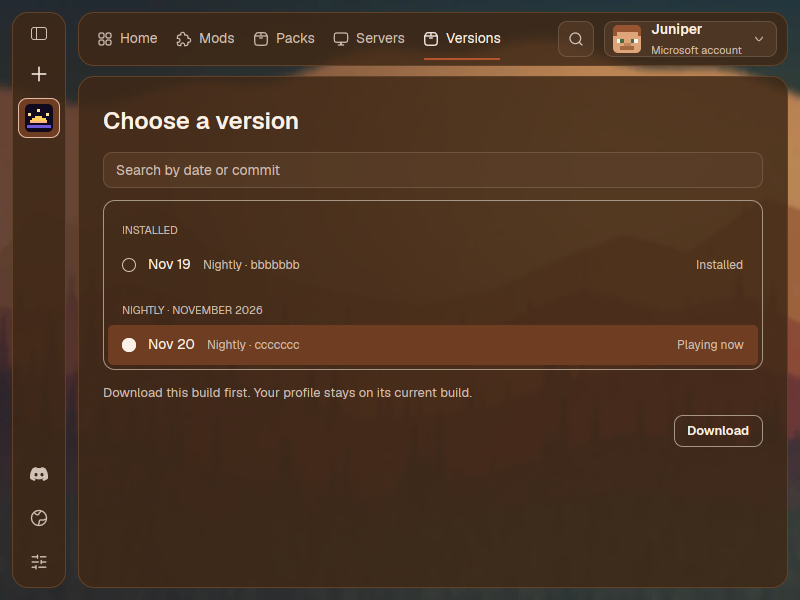 Home
Mods
Packs
Servers
Versions
Juniper
Microsoft account
Choose a version
Search by date or commit
INSTALLED
Nov 19 Nightly · bbbbbbb Installed
NIGHTLY · NOVEMBER 2026
Nov 20 Nightly · ccccccc Playing now
Download this build first. Your profile stays on its current build.
Download